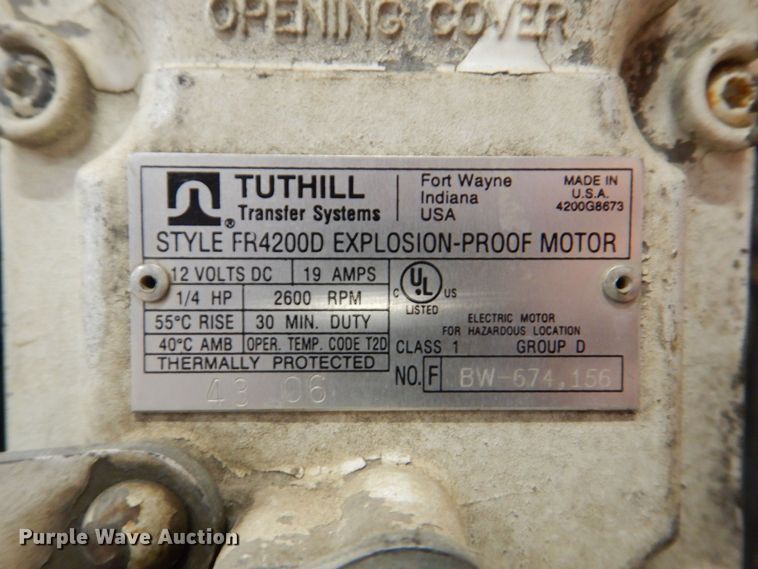 OPENING COVER
TUTHILL
Transfer Systems
®
Fort Wayne
Indiana
USA
MADE IN
U.S.A.
4200G8673
STYLE FR4200D EXPLOSION-PROOF MOTOR
12 VOLTS DC 19 AMPS
1/4 HP 2600 RPM
55°C RISE 30 MIN. DUTY
40°C AMB OPER. TEMP. CODE T2D
THERMALLY PROTECTED
43 06
C UL US
LISTED
ELECTRIC MOTOR
FOR HAZARDOUS LOCATION
CLASS 1 GROUP D
NO. F BW-674,156
Purple Wave Auction